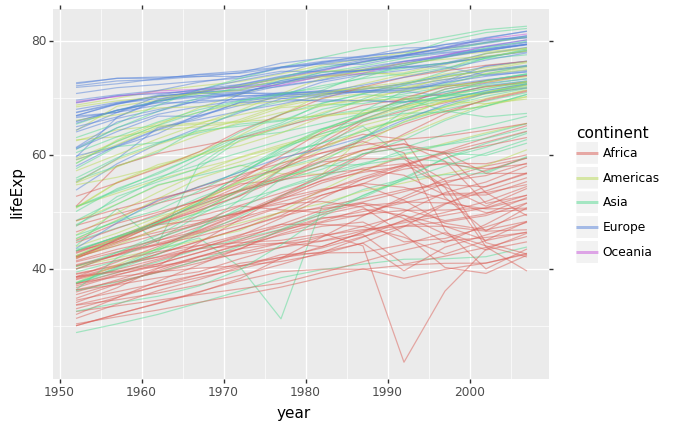 80
60
40
lifeExp
1950 1960 1970 1980 1990 2000
year
continent
Africa
Americas
Asia
Europe
Oceania